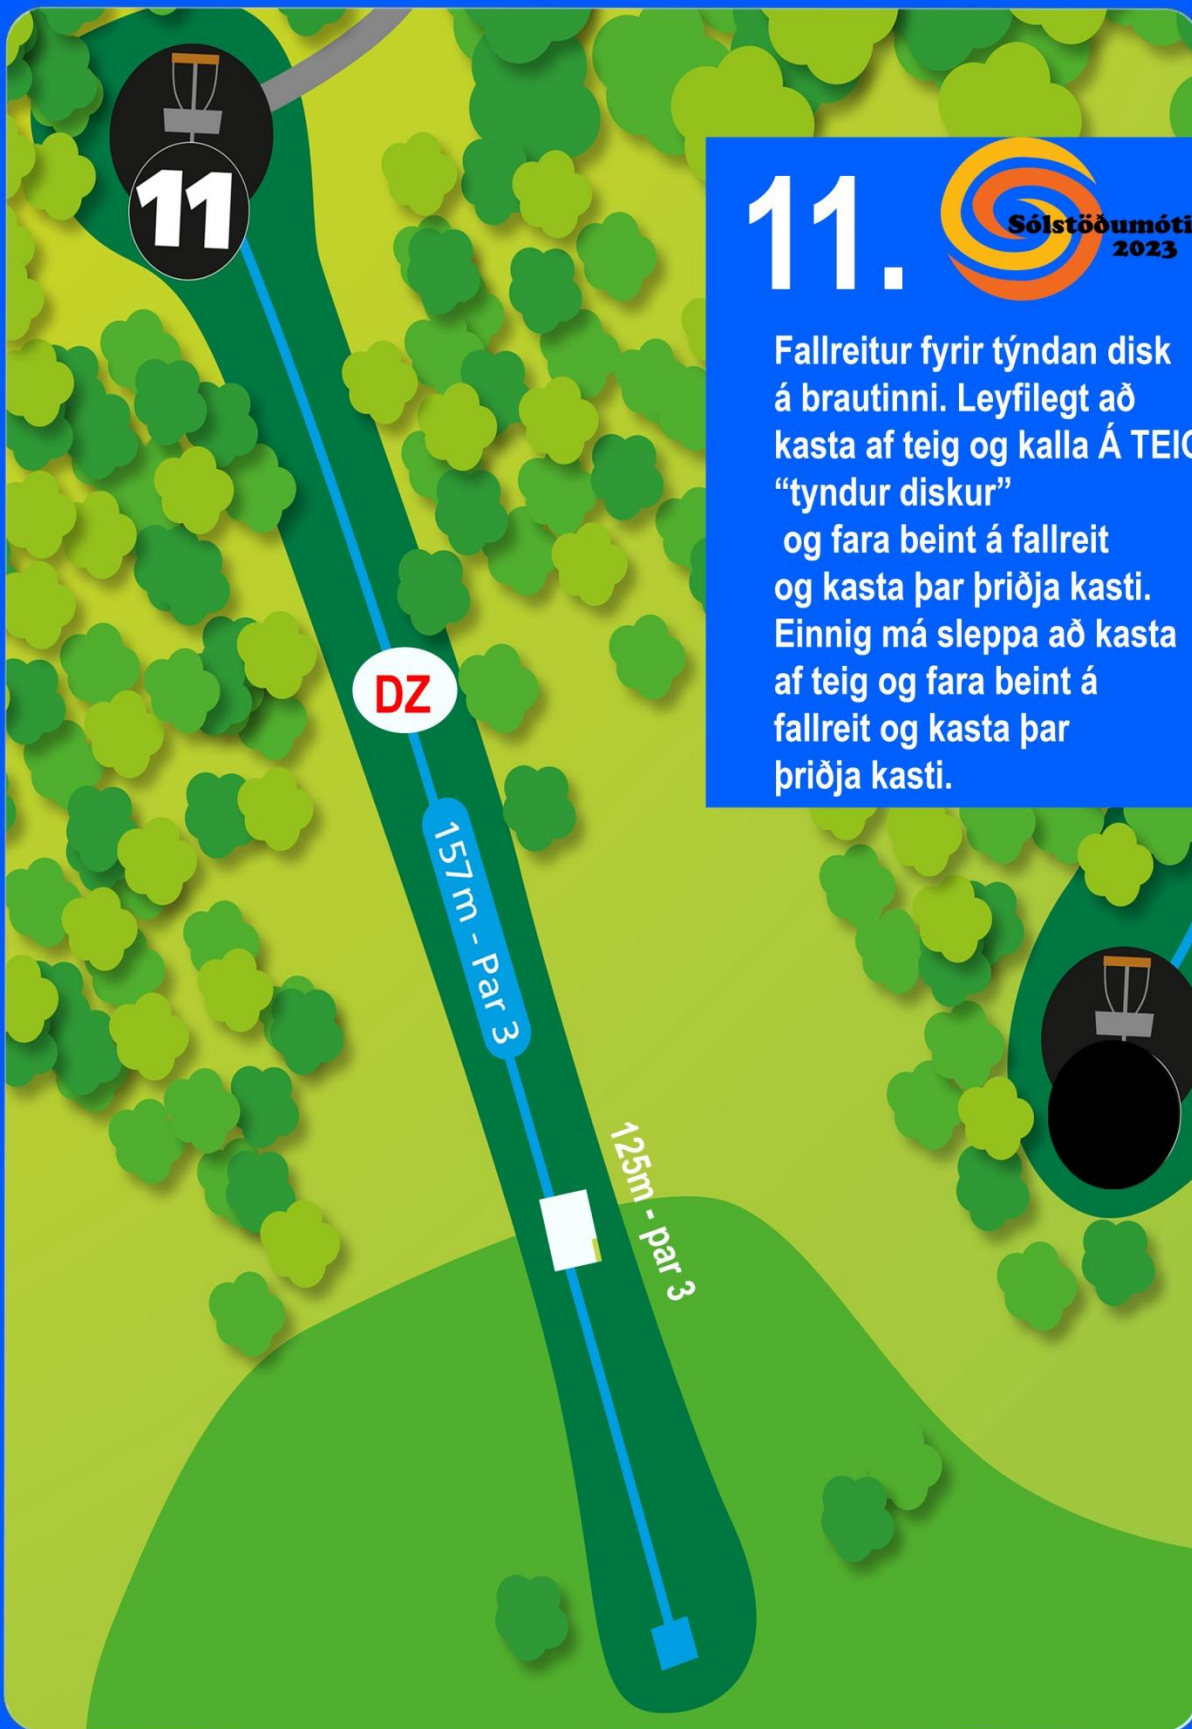 11
11.
Sólstöðumóti
2023
Fallreitur fyrir týndan disk
á brautinni. Leyfilegt að
kasta af teig og kalla Á TEIG
“tyndur diskur”
og fara beint á fallreit
og kasta þar þriðja kasti.
Einnig má sleppa að kasta
af teig og fara beint á
fallreit og kasta þar
þriðja kasti.
DZ
157 m - Par 3
125m - par 3